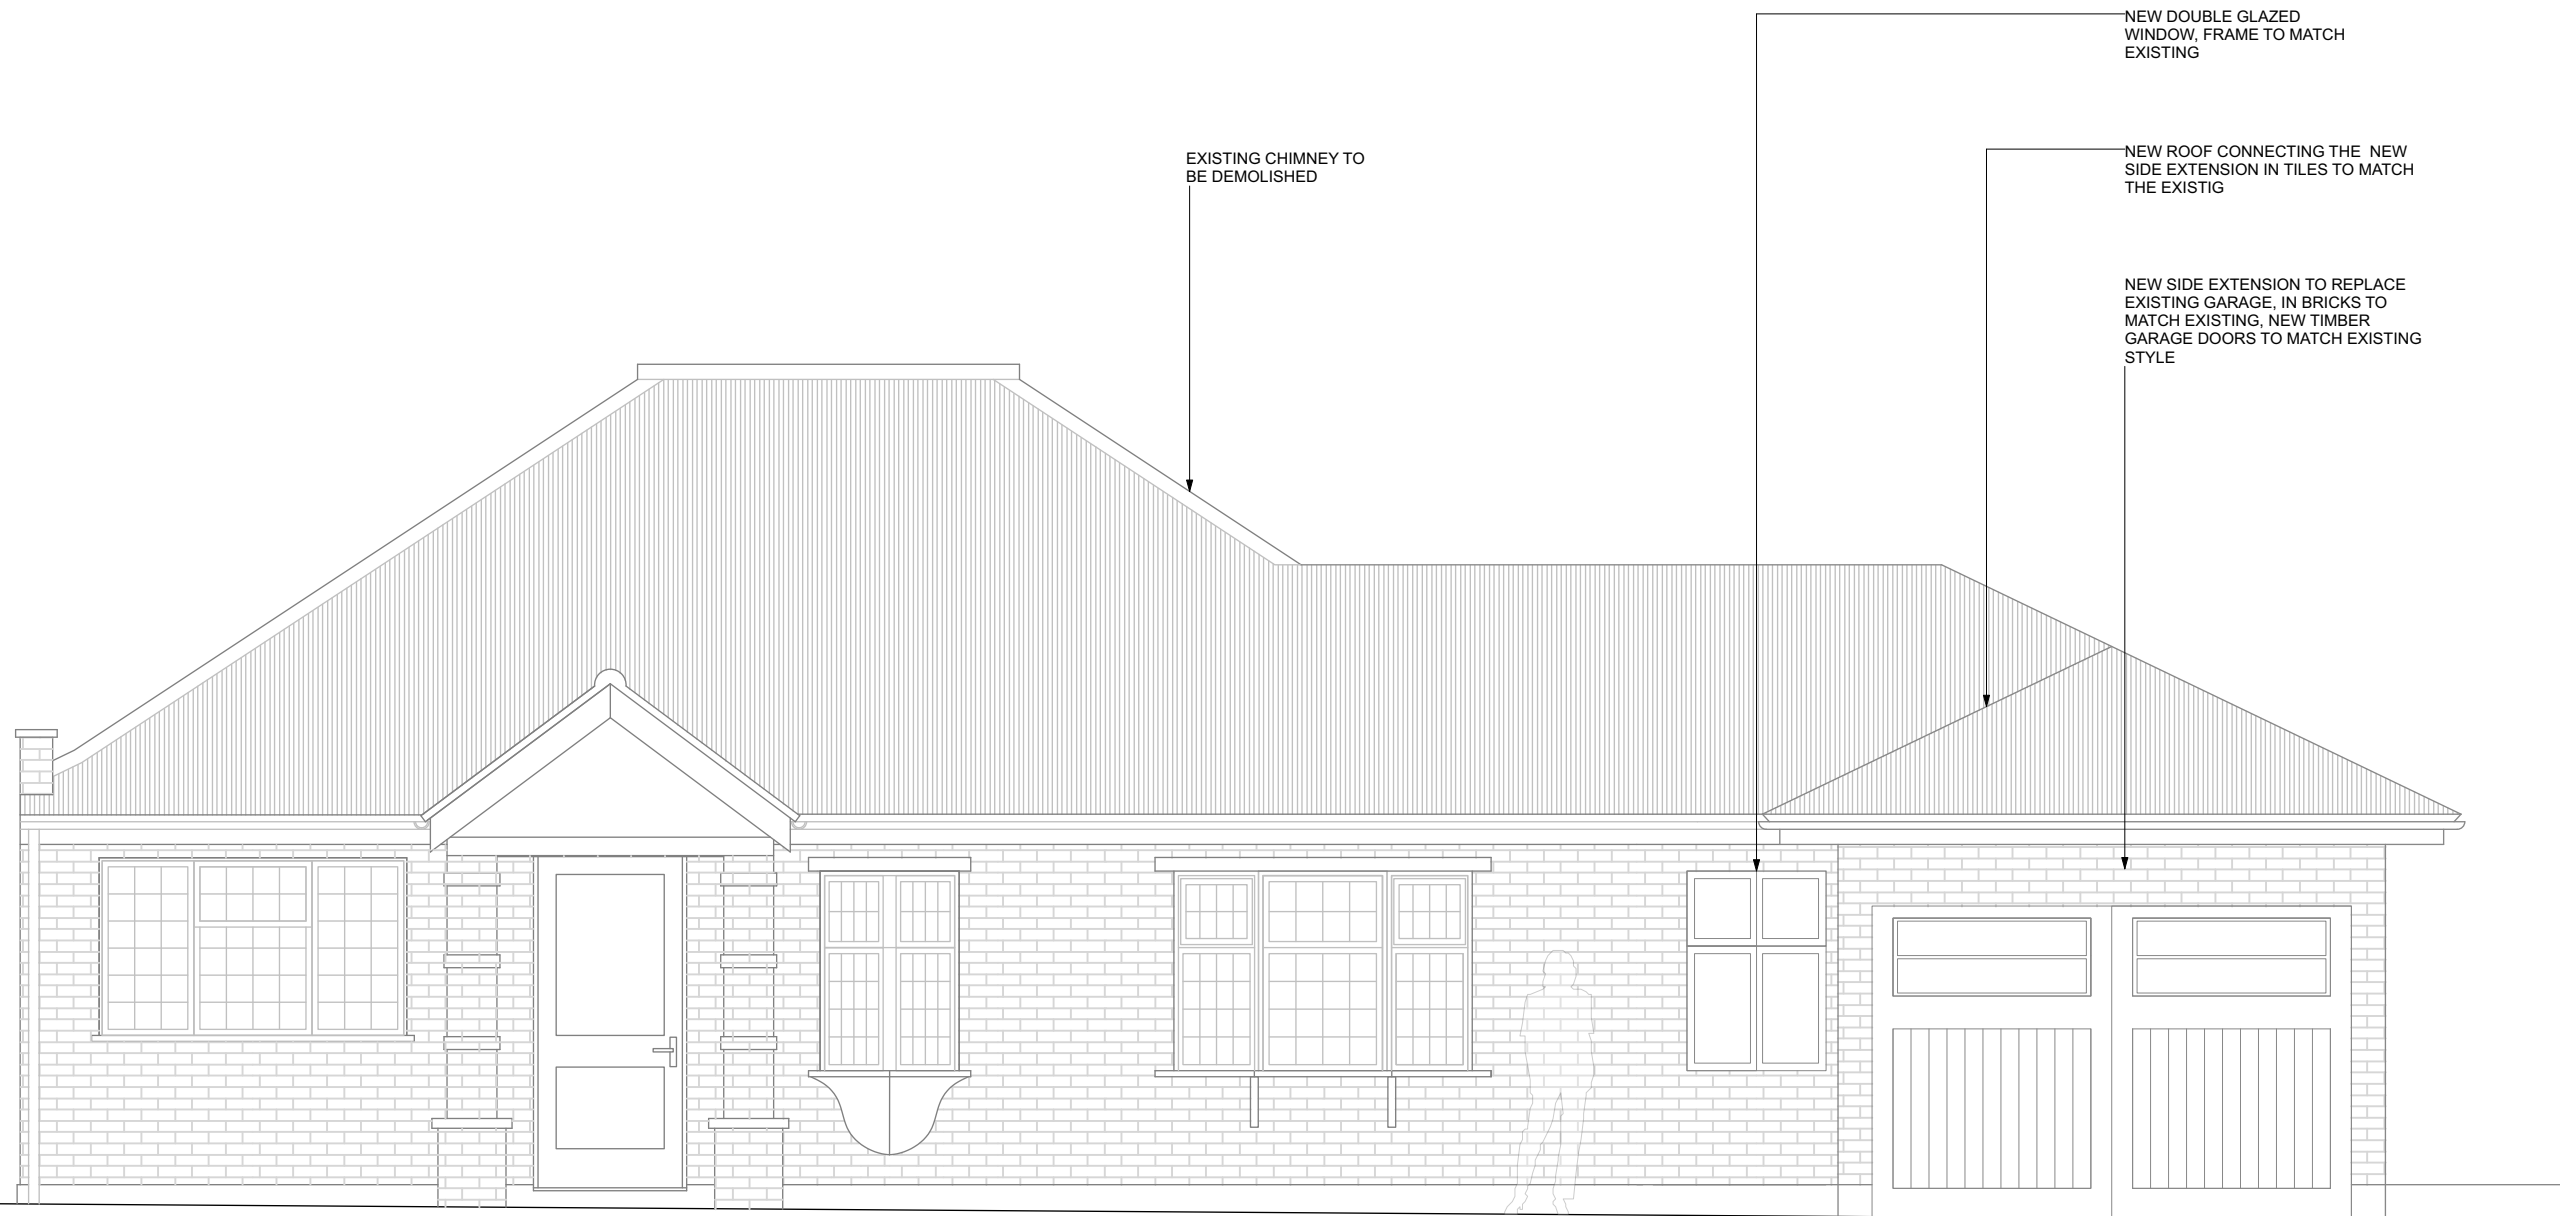 NEW DOUBLE GLAZED
WINDOW, FRAME TO MATCH
EXISTING
EXISTING CHIMNEY TO
BE DEMOLISHED
NEW ROOF CONNECTING THE  NEW
SIDE EXTENSION IN TILES TO MATCH
THE EXISTIG
NEW SIDE EXTENSION TO REPLACE
EXISTING GARAGE, IN BRICKS TO
MATCH EXISTING, NEW TIMBER
GARAGE DOORS TO MATCH EXISTING
STYLE